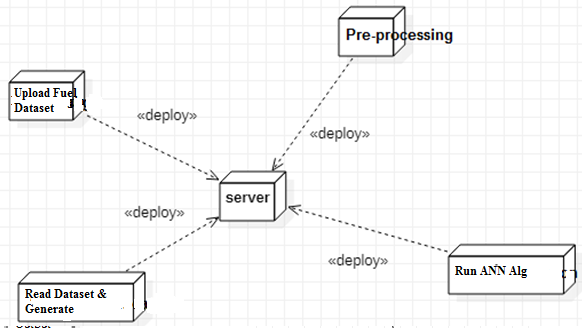 Pre-processing
Upload Fuel
Dataset
«deploy»
«deploy»
server
«deploy»
«deploy»
Run ANN Alg
Read Dataset &
Generate